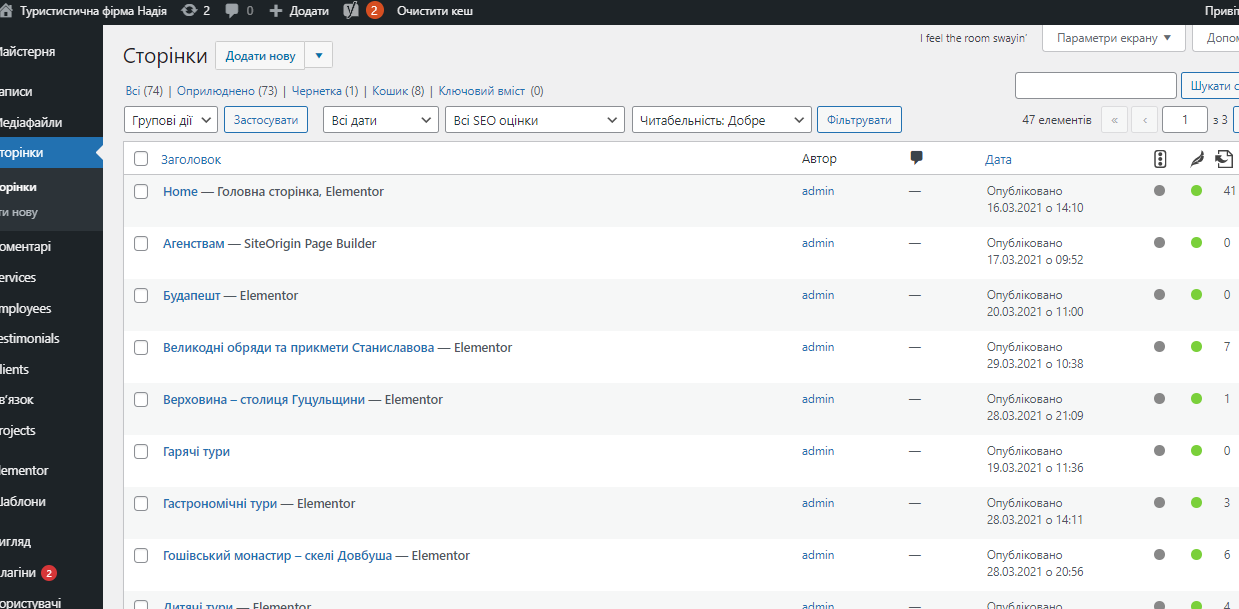 Туристистична фірма Надія 2 0 Додати 2 Очистити кеш Привіт
I feel the room swayin' Параметри екрану ▼ Допом
Сторінки Додати нову ▼
Всі (74) | Оприлюднено (73) | Чернетка (1) | Кошик (8) | Ключовий вміст (0)
Шукати с
Групові дії Застосувати Всі дати Всі SEO оцінки Читабельність: Добре Фільтрувати 47 елементів « ‹ 1 з 3
Заголовок Автор Дата
Home — Головна сторінка, Elementor admin — Опубліковано 41
16.03.2021 о 14:10
Агенствам — SiteOrigin Page Builder admin — Опубліковано 0
17.03.2021 о 09:52
Будапешт — Elementor admin — Опубліковано 0
20.03.2021 о 11:00
Великодні обряди та прикмети Станиславова — Elementor admin — Опубліковано 7
29.03.2021 о 10:38
Верховина – столиця Гуцульщини — Elementor admin — Опубліковано 1
28.03.2021 о 21:09
Гарячі тури admin — Опубліковано 0
19.03.2021 о 11:36
Гастрономічні тури — Elementor admin — Опубліковано 3
28.03.2021 о 14:11
Гошівський монастир – скелі Довбуша — Elementor admin — Опубліковано 6
28.03.2021 о 20:56
Дитячі тури — Elementor admin — Опубліковано 4
Майстерня
аписи
Медіафайли
торінки
орінки
ти нову
оментарі
ervices
mployees
estimonials
lients
в'язок
rojects
lementor
Шаблони
игляд
лагіни 2
ористувачі